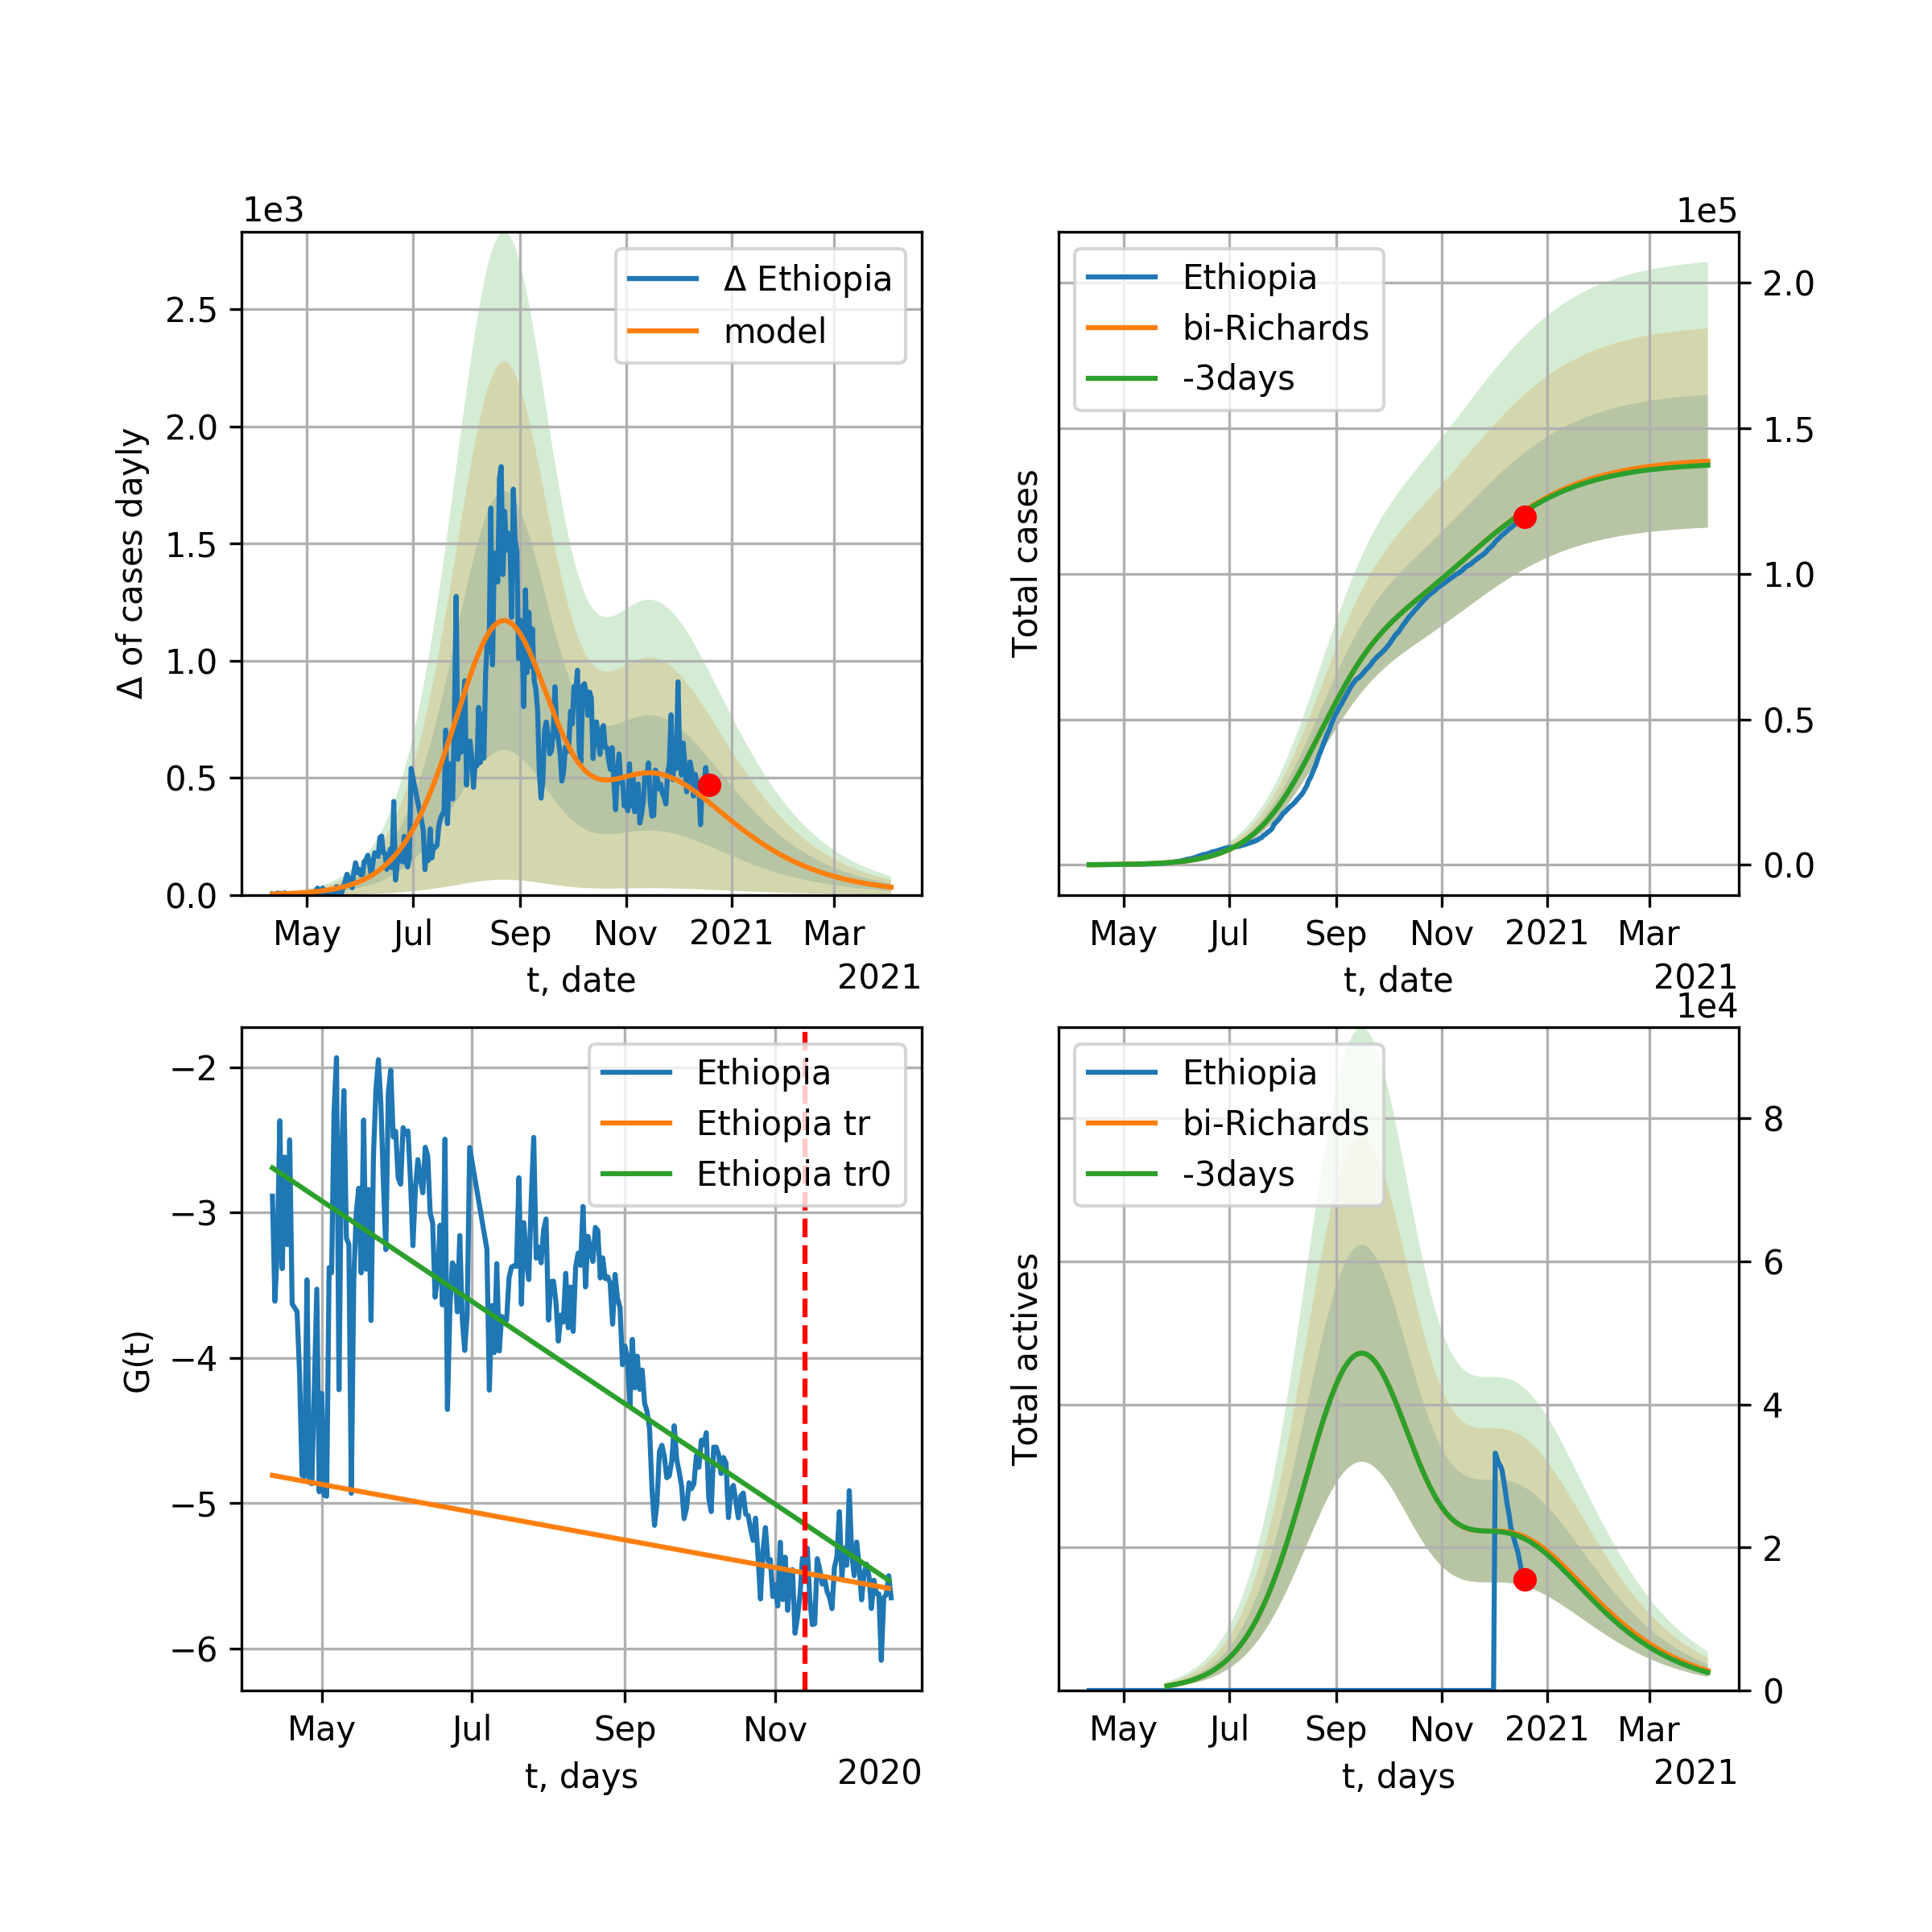 1e3
Δ of cases dayly
2.5
2.0
1.5
1.0
0.5
0.0
Δ Ethiopia
model
May Jul Sep Nov 2021 Mar
t, date
2021
1e5
Total cases
2.0
1.5
1.0
0.5
0.0
Ethiopia
bi-Richards
-3days
May Jul Sep Nov 2021 Mar
t, date
2021
G(t)
−2
−3
−4
−5
−6
Ethiopia
Ethiopia tr
Ethiopia tr0
May Jul Sep Nov
t, days
2020
1e4
Total actives
8
6
4
2
0
Ethiopia
bi-Richards
-3days
May Jul Sep Nov 2021 Mar
t, days
2021